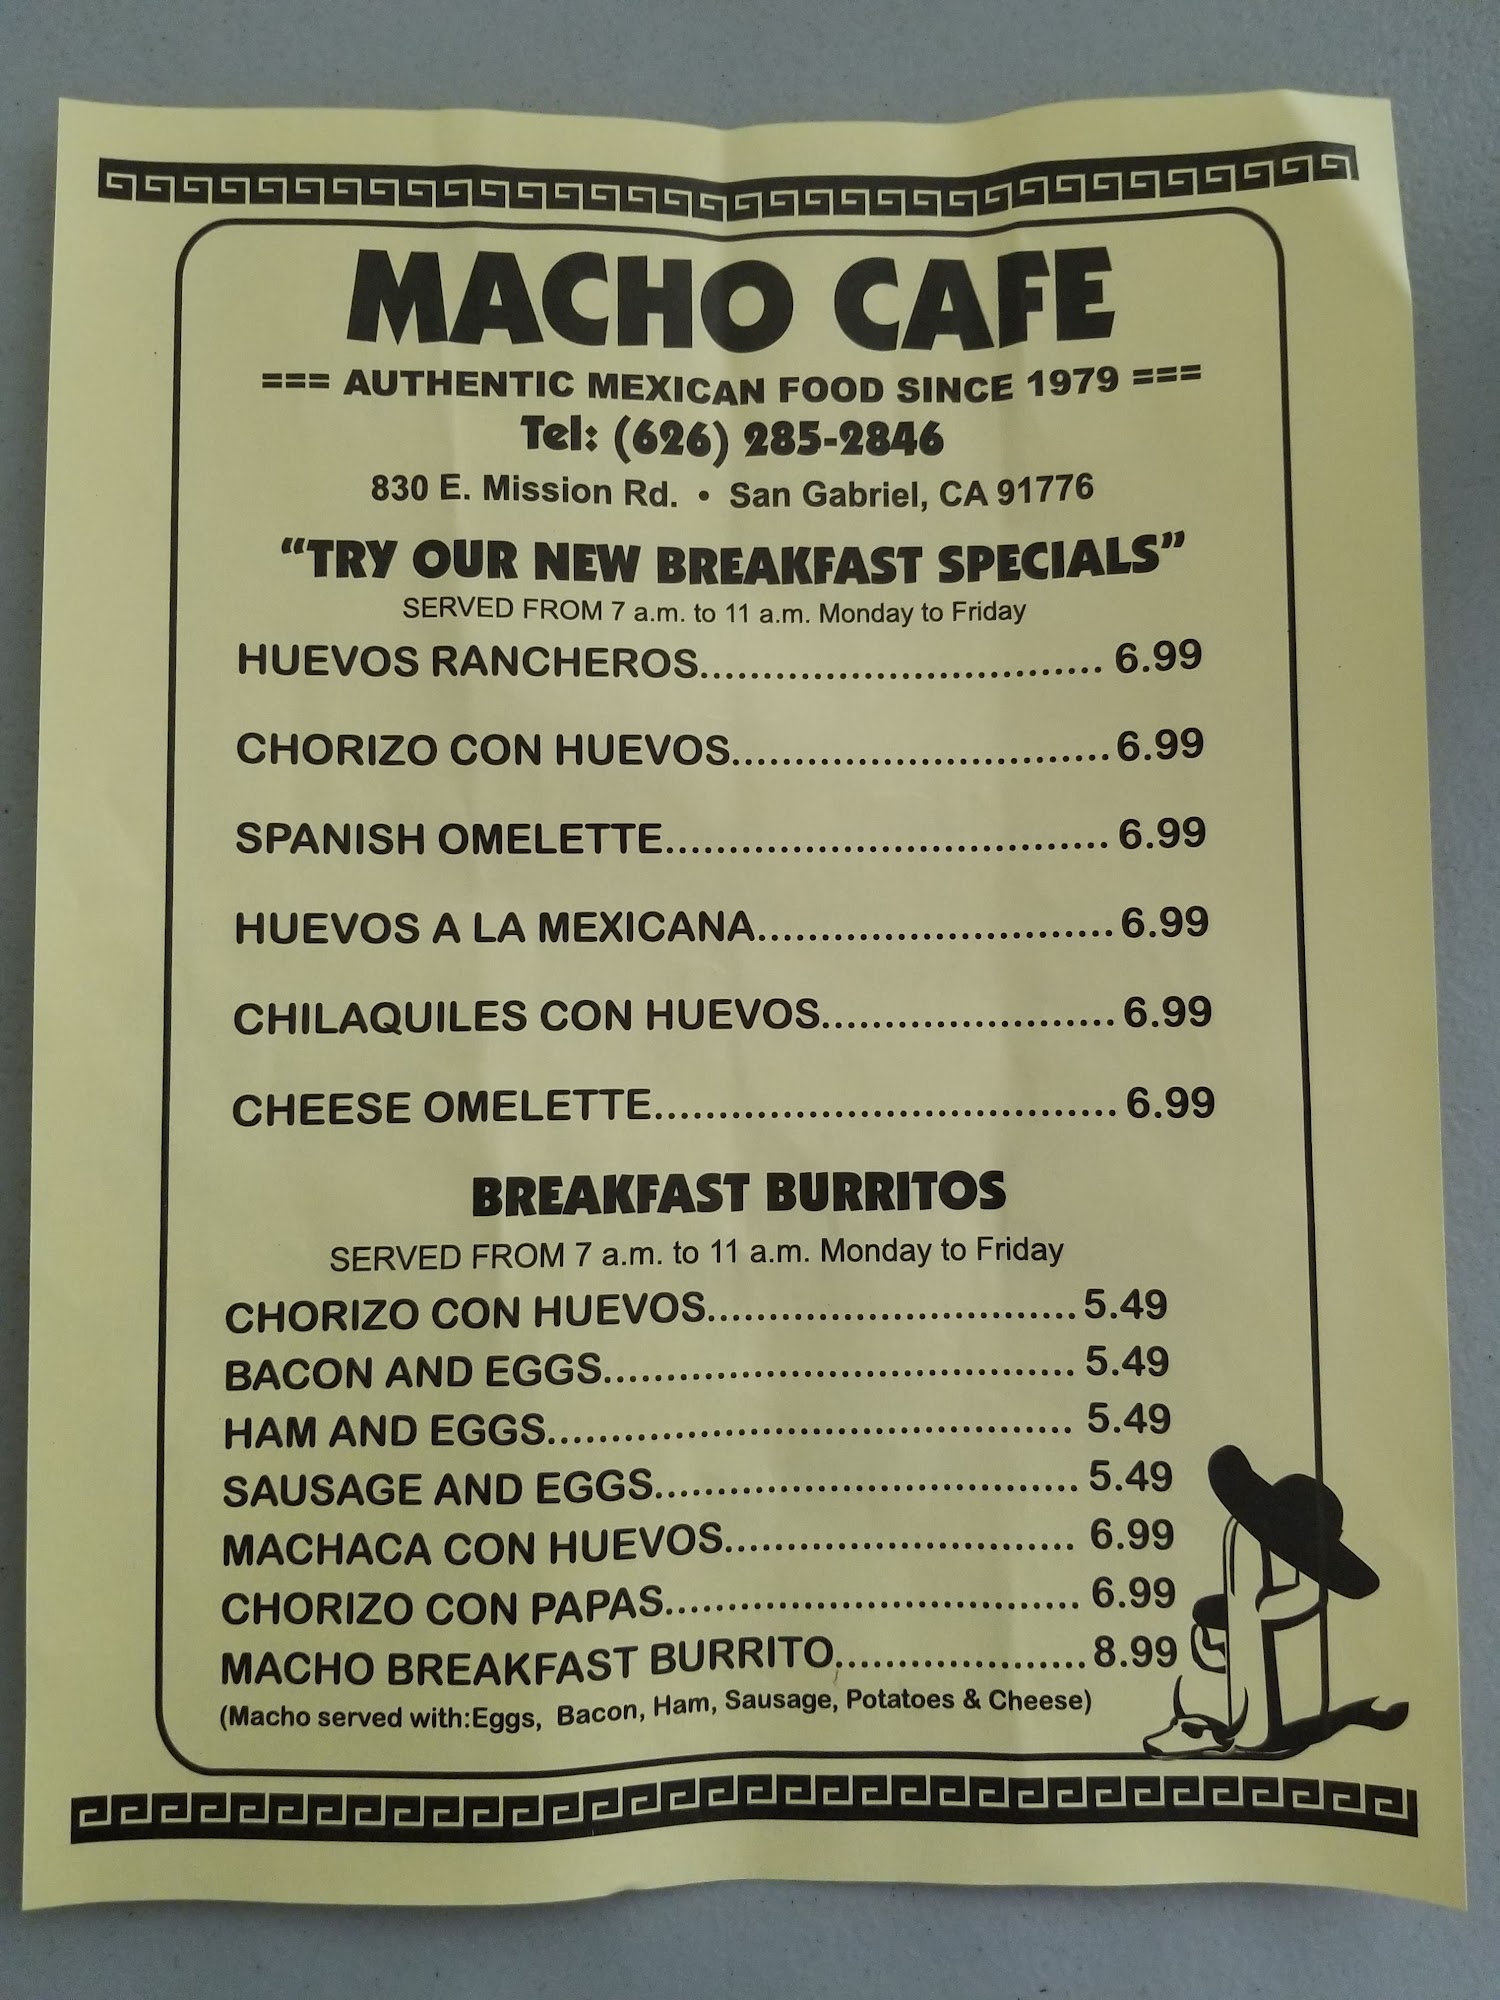 MACHO CAFE
=== AUTHENTIC MEXICAN FOOD SINCE 1979 ===
Tel: (626) 285-2846
830 E. Mission Rd. • San Gabriel, CA 91776
“TRY OUR NEW BREAKFAST SPECIALS”
SERVED FROM 7 a.m. to 11 a.m. Monday to Friday
HUEVOS RANCHEROS................................ 6.99
CHORIZO CON HUEVOS..............................6.99
SPANISH OMELETTE................................... 6.99
HUEVOS A LA MEXICANA............................6.99
CHILAQUILES CON HUEVOS....................... 6.99
CHEESE OMELETTE..................................... 6.99
BREAKFAST BURRITOS
SERVED FROM 7 a.m. to 11 a.m. Monday to Friday
CHORIZO CON HUEVOS.............................5.49
BACON AND EGGS..................................... 5.49
HAM AND EGGS......................................... 5.49
SAUSAGE AND EGGS................................. 5.49
MACHACA CON HUEVOS............................ 6.99
CHORIZO CON PAPAS................................. 6.99
MACHO BREAKFAST BURRITO....................8.99
(Macho served with:Eggs, Bacon, Ham, Sausage, Potatoes & Cheese)